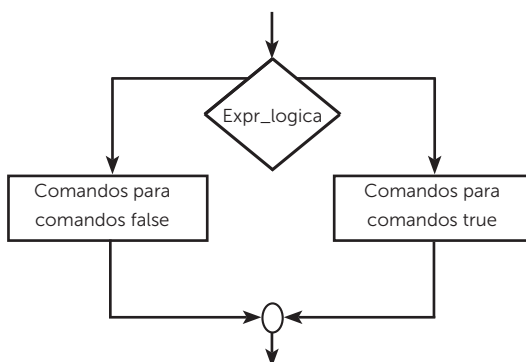 Expr_logica
Comandos para
comandos false
Comandos para
comandos true